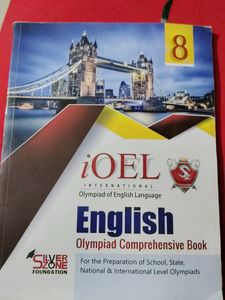 8
iOEL
INTERNATIONAL
Olympiad of English Language
English
Olympiad Comprehensive Book
SILVER
ZONE
FOUNDATION
For the Preparation of School, State,
National & International Level Olympiads